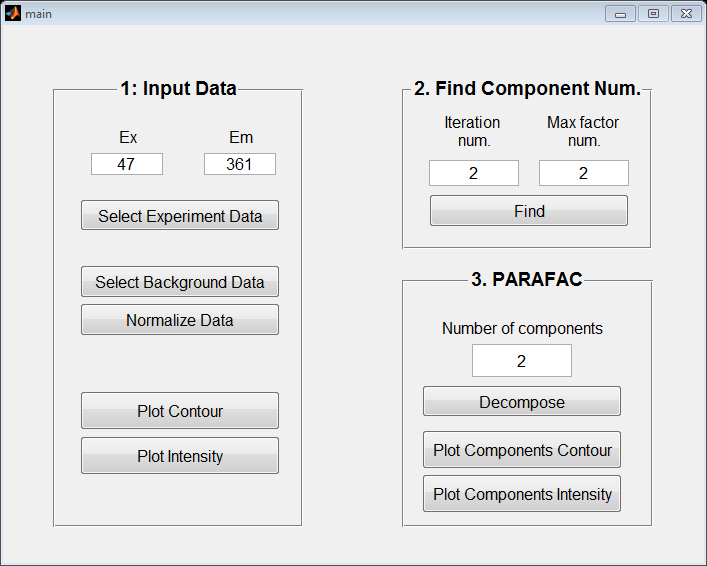 main
1: Input Data
Ex
Em
47
361
Select Experiment Data
Select Background Data
Normalize Data
Plot Contour
Plot Intensity
2. Find Component Num.
Iteration
num.
Max factor
num.
2
2
Find
3. PARAFAC
Number of components
2
Decompose
Plot Components Contour
Plot Components Intensity